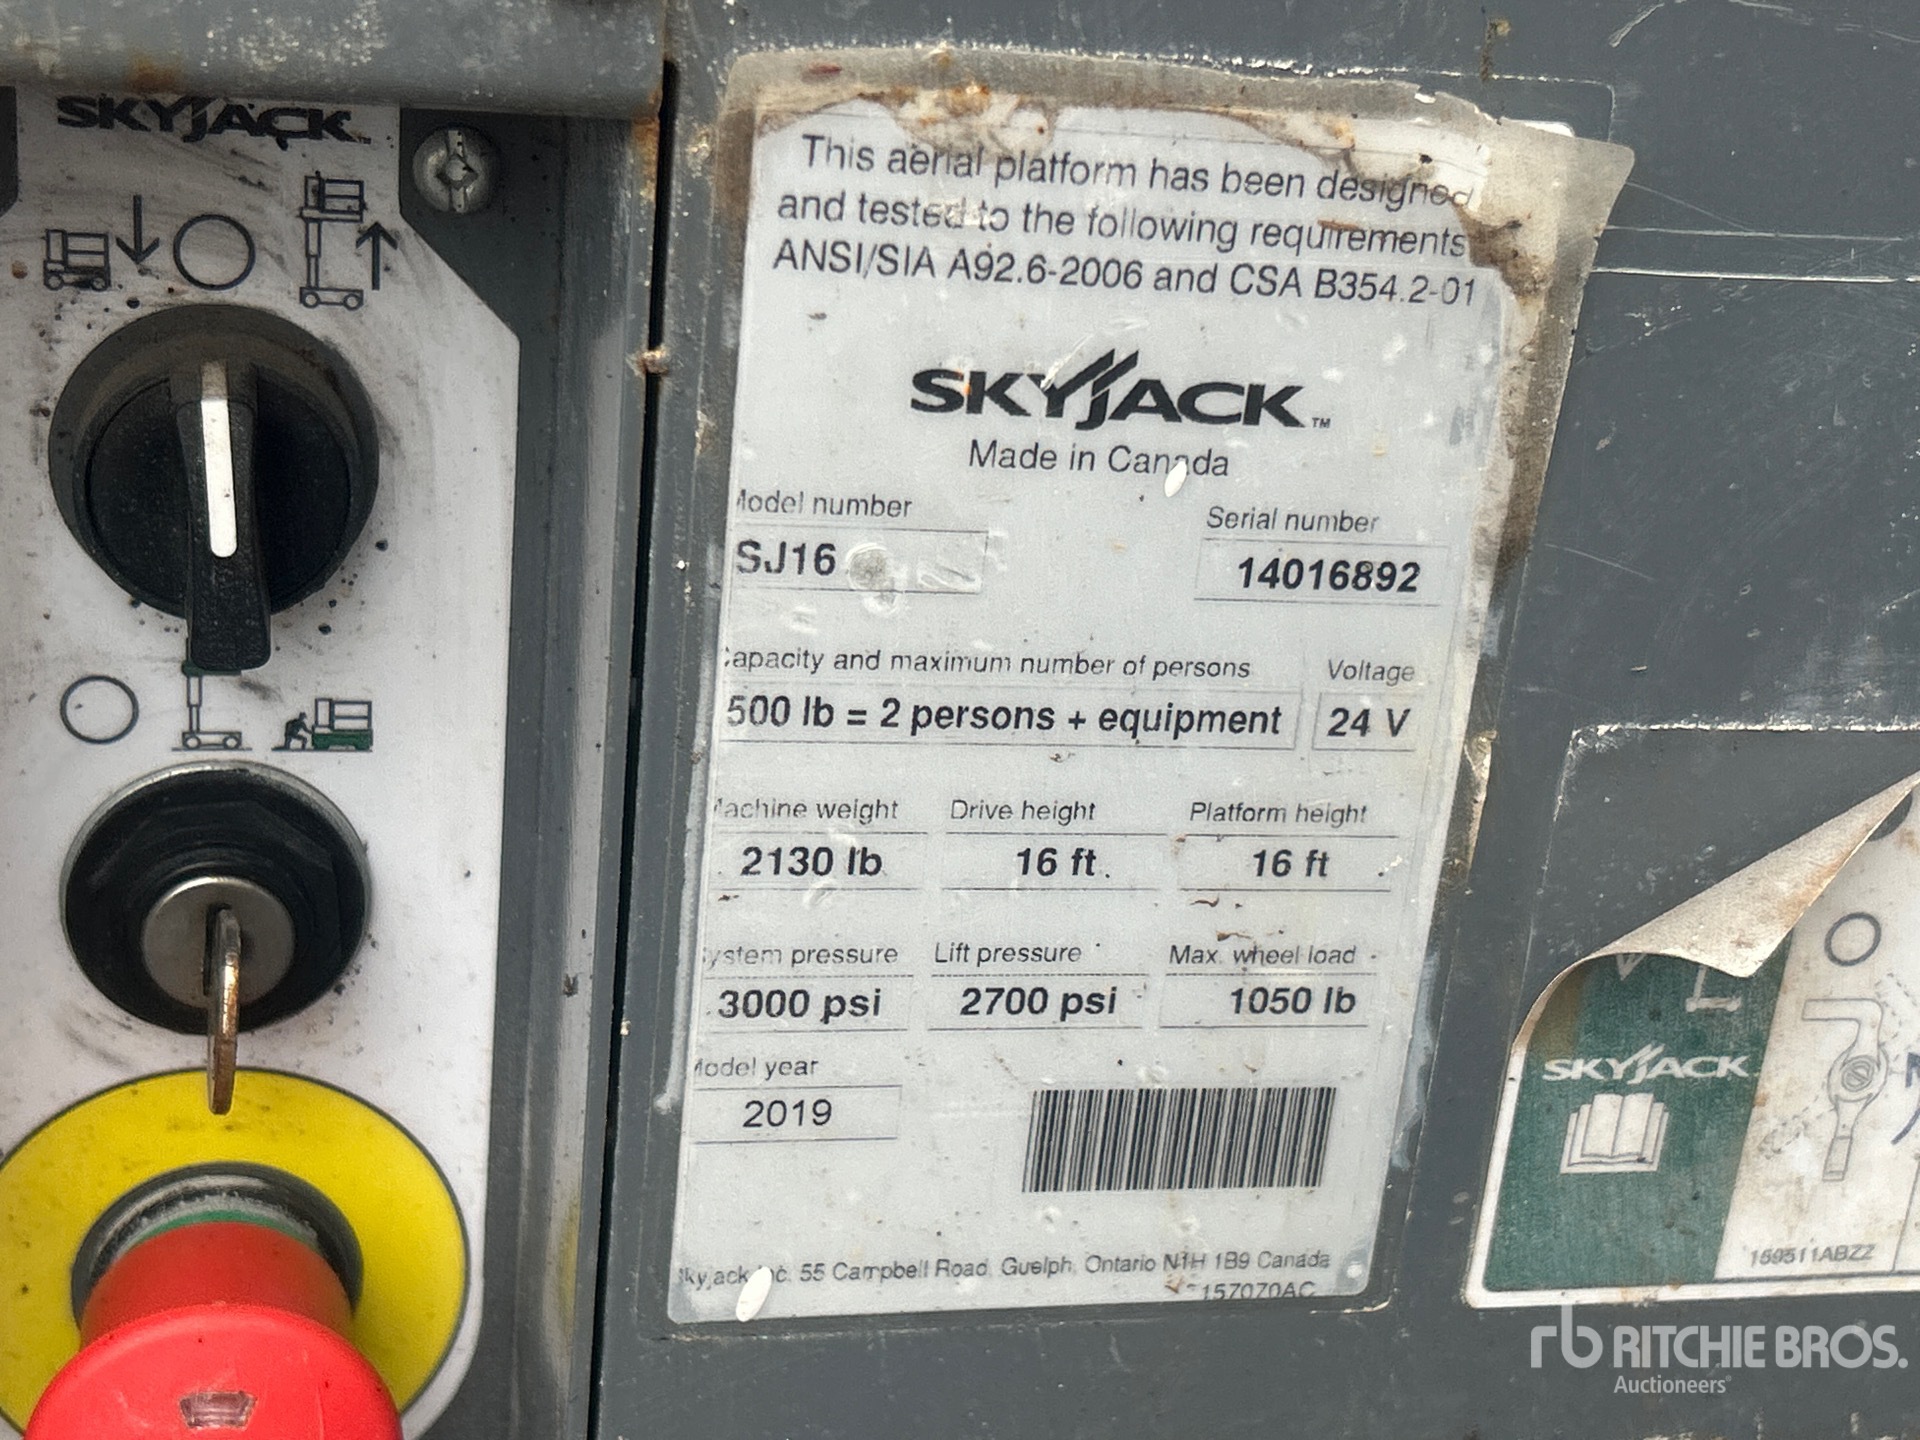 SKYJACK
This aerial platform has been designed
and tested to the following requirements
ANSI/SIA A92.6-2006 and CSA B354.2-01
SKYJACK™
Made in Canada
Model number
Serial number
SJ16
14016892
Capacity and maximum number of persons
Voltage
500 lb = 2 persons + equipment
24 V
Machine weight
Drive height
Platform height
2130 lb
16 ft
16 ft
System pressure
Lift pressure
Max. wheel load
3000 psi
2700 psi
1050 lb
Model year
2019
Skyjack Inc. 55 Campbell Road, Guelph, Ontario N1H 1B9 Canada
157070AC
SKYJACK
159511ABZZ
rb RITCHIE BROS.
Auctioneers